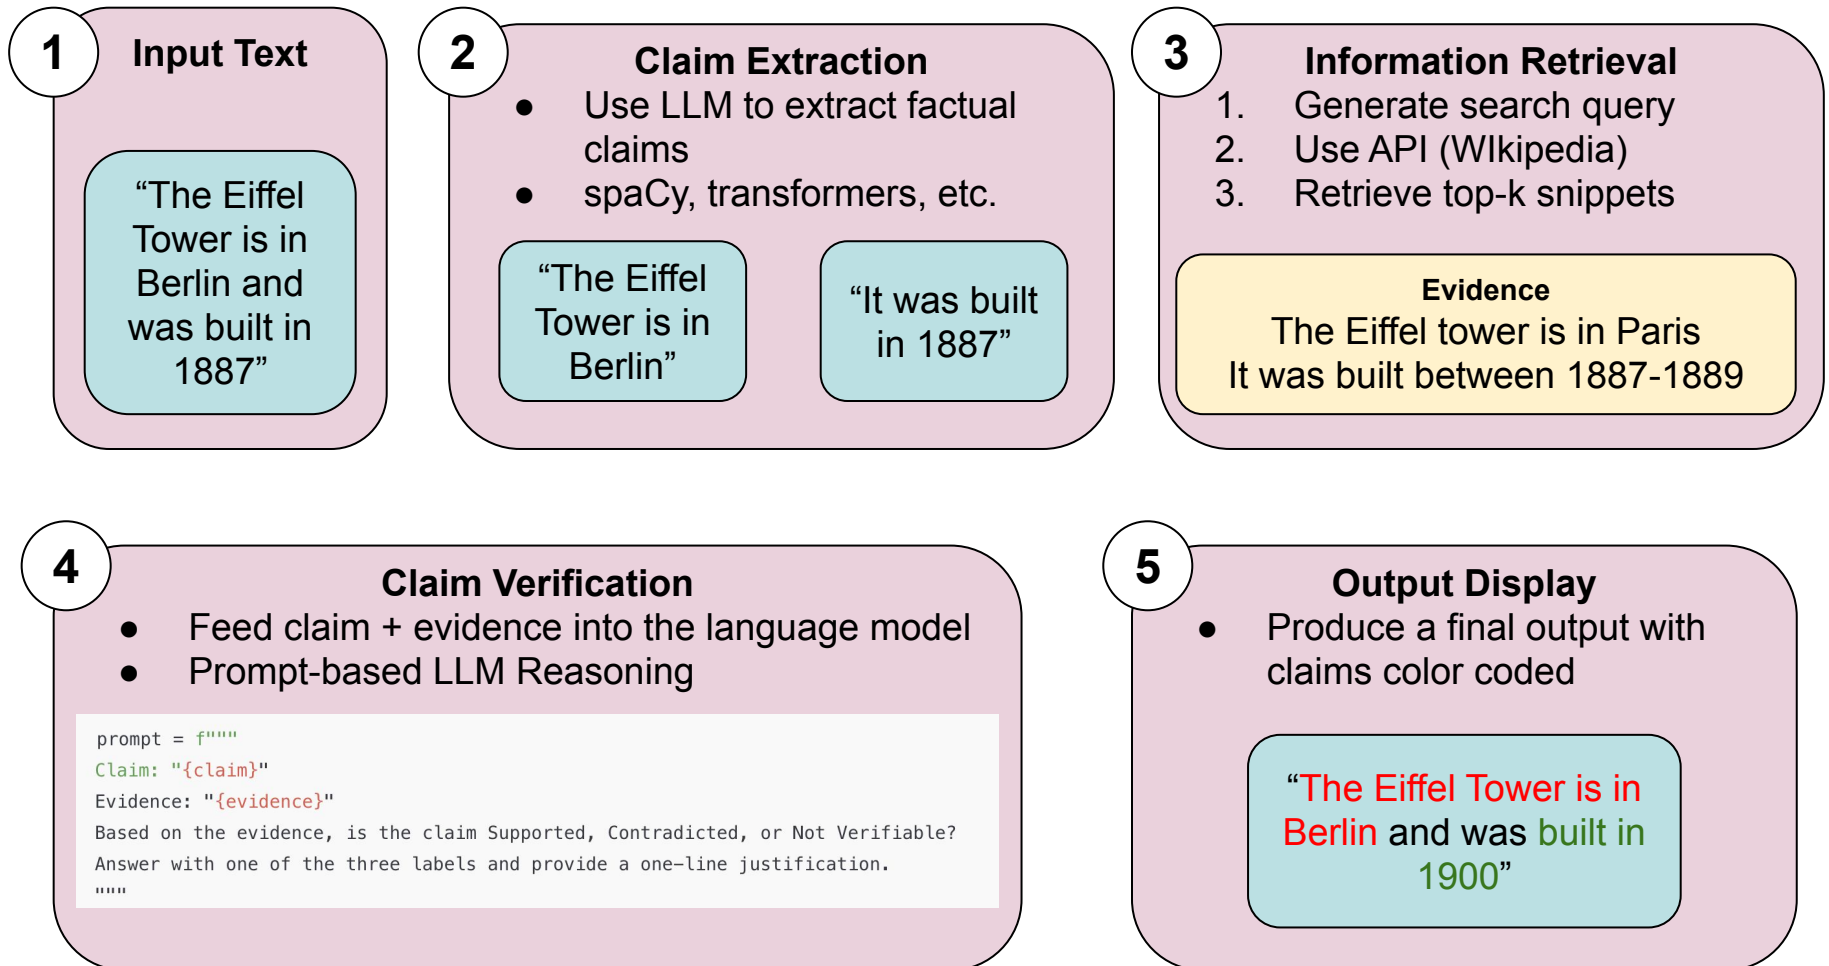 1
Input Text
“The Eiffel
Tower is in
Berlin and
was built in
1887”
2
Claim Extraction
● Use LLM to extract factual
claims
● spaCy, transformers, etc.
“The Eiffel
Tower is in
Berlin”
“It was built
in 1887”
3
Information Retrieval
1. Generate search query
2. Use API (WIkipedia)
3. Retrieve top-k snippets
Evidence
The Eiffel tower is in Paris
It was built between 1887-1889
4
Claim Verification
● Feed claim + evidence into the language model
● Prompt-based LLM Reasoning
prompt = f"""
Claim: "{claim}"
Evidence: "{evidence}"
Based on the evidence, is the claim Supported, Contradicted, or Not Verifiable?
Answer with one of the three labels and provide a one-line justification.
"""
5
Output Display
● Produce a final output with
claims color coded
“The Eiffel Tower is in
Berlin and was built in
1900”